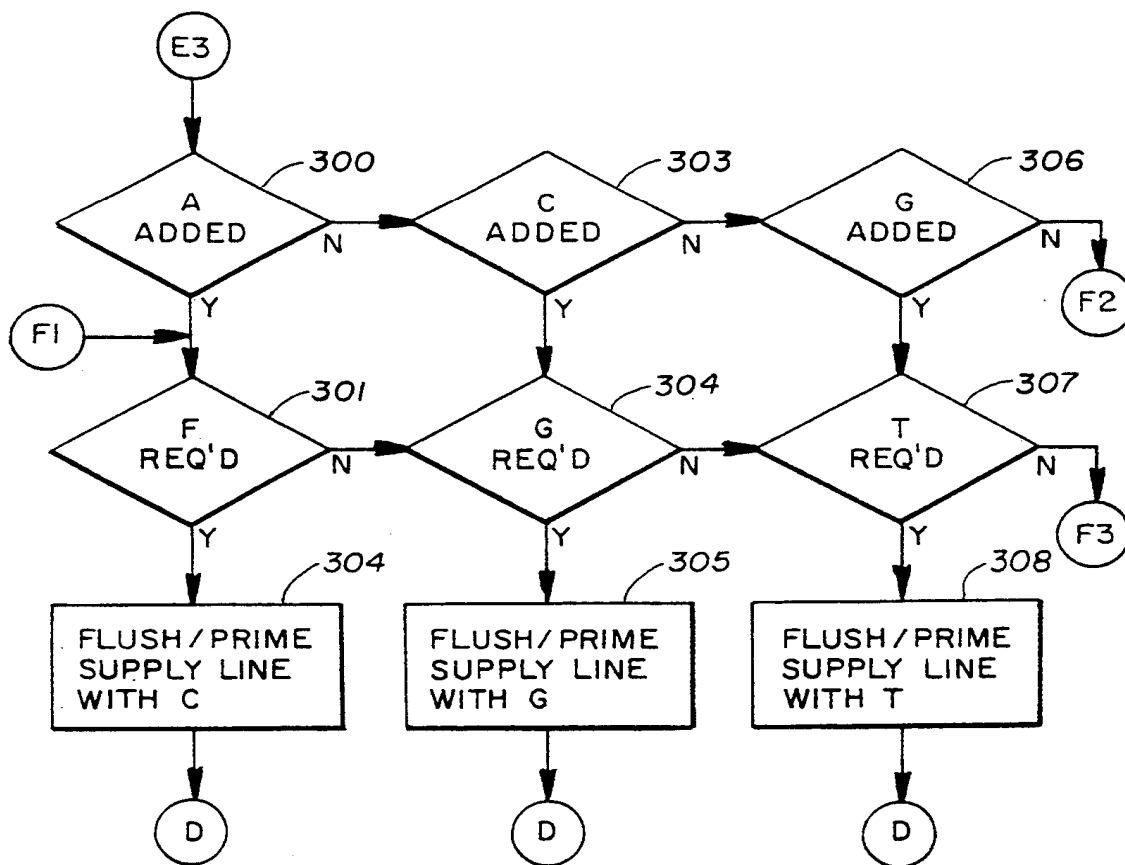 E3
300
303
306
A
ADDED
C
ADDED
G
ADDED
N
N
N
Y
Y
Y
F1
F2
301
304
307
F
REQ'D
G
REQ'D
T
REQ'D
N
N
N
Y
Y
Y
F3
304
305
308
FLUSH/PRIME
SUPPLY LINE
WITH C
FLUSH/PRIME
SUPPLY LINE
WITH G
FLUSH/PRIME
SUPPLY LINE
WITH T
D
D
D